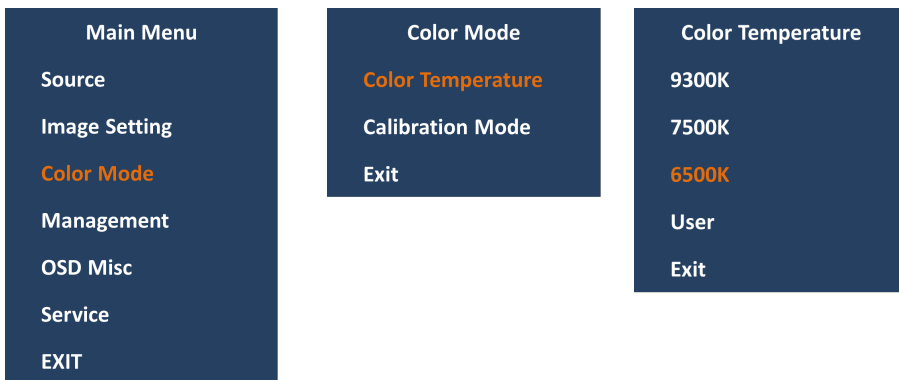 Main Menu
Source
Image Setting
Color Mode
Management
OSD Misc
Service
EXIT
Color Mode
Color Temperature
Calibration Mode
Exit
Color Temperature
9300K
7500K
6500K
User
Exit